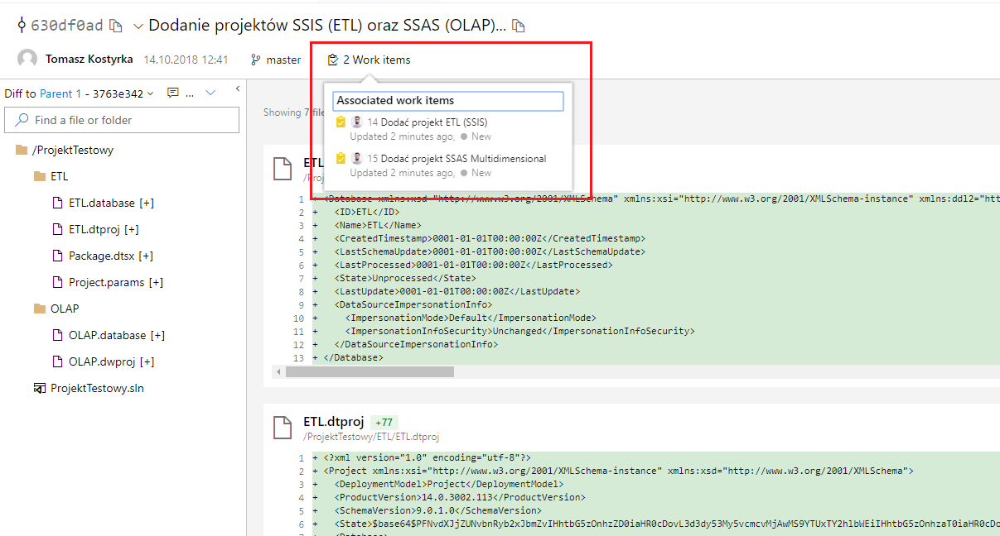 630df0ad Dodanie projektów SSIS (ETL) oraz SSAS (OLAP)...
Tomasz Kostyrka 14.10.2018 12:41 master 2 Work items
Diff to Parent 1 - 3763e342 ...
Find a file or folder
/ProjektTestowy
ETL
ETL.database [+]
ETL.dtproj [+]
Package.dtsx [+]
Project.params [+]
OLAP
OLAP.database [+]
OLAP.dwproj [+]
ProjektTestowy.sln
Associated work items
14 Dodać projekt ETL (SSIS)
Updated 2 minutes ago, New
15 Dodać projekt SSAS Multidimensional
Updated 2 minutes ago, New
Showing 7 file
ETL
/Proj
1 + <Database xmlns:xsd="http://www.w3.org/2001/XMLSchema" xmlns:xsi="http://www.w3.org/2001/XMLSchema-instance" xmlns:ddl2="htt
2 + <ID>ETL</ID>
3 + <Name>ETL</Name>
4 + <CreatedTimestamp>0001-01-01T00:00:00Z</CreatedTimestamp>
5 + <LastSchemaUpdate>0001-01-01T00:00:00Z</LastSchemaUpdate>
6 + <LastProcessed>0001-01-01T00:00:00Z</LastProcessed>
7 + <State>Unprocessed</State>
8 + <LastUpdate>0001-01-01T00:00:00Z</LastUpdate>
9 + <DataSourceImpersonationInfo>
10 + <ImpersonationMode>Default</ImpersonationMode>
11 + <ImpersonationInfoSecurity>Unchanged</ImpersonationInfoSecurity>
12 + </DataSourceImpersonationInfo>
13 + </Database>
ETL.dtproj +77
/ProjektTestowy/ETL/ETL.dtproj
1 + <?xml version="1.0" encoding="utf-8"?>
2 + <Project xmlns:xsi="http://www.w3.org/2001/XMLSchema-instance" xmlns:xsd="http://www.w3.org/2001/XMLSchema">
3 + <DeploymentModel>Project</DeploymentModel>
4 + <ProductVersion>14.0.3002.113</ProductVersion>
5 + <SchemaVersion>9.0.1.0</SchemaVersion>
6 + <State>$base64$PFNvdXJjZUNvbnRyb2xJbmZvIHhtbG5zOnhzZD0iaHR0cDovL3d3dy53My5vcmcvMjAwMS9YTUxTY2hlbWEiIHhtbG5zOnhzaT0iaHR0cDo